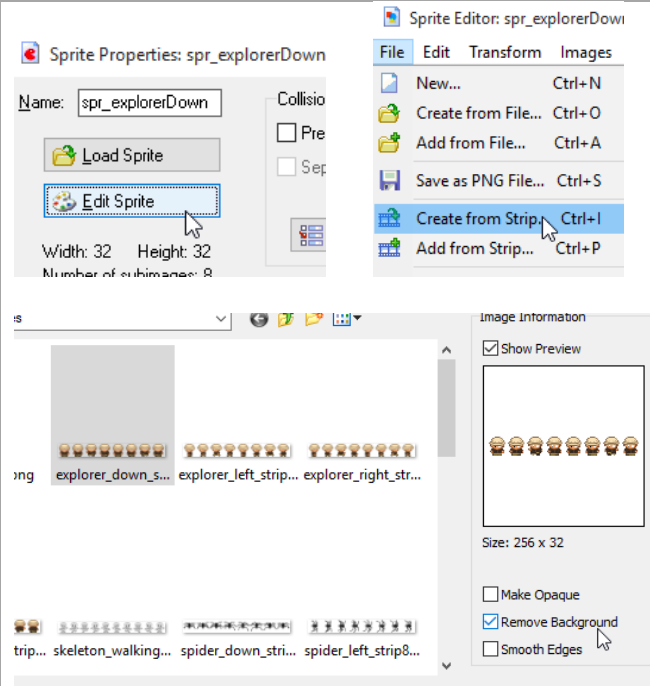 Sprite Properties: spr_explorerDown
Name: spr_explorerDown
Collisio
Load Sprite
Pre
Edit Sprite
Sep
Width: 32 Height: 32
Number of subimages: 8
Sprite Editor: spr_explorerDown
File Edit Transform Images
New... Ctrl+N
Create from File... Ctrl+O
Add from File... Ctrl+A
Save as PNG File... Ctrl+S
Create from Strip... Ctrl+I
Add from Strip... Ctrl+P
es
Image Information
Show Preview
ong
explorer_down_s...
explorer_left_strip...
explorer_right_str...
Size: 256 x 32
Make Opaque
Remove Background
Smooth Edges
trip...
skeleton_walking...
spider_down_stri...
spider_left_strip8...